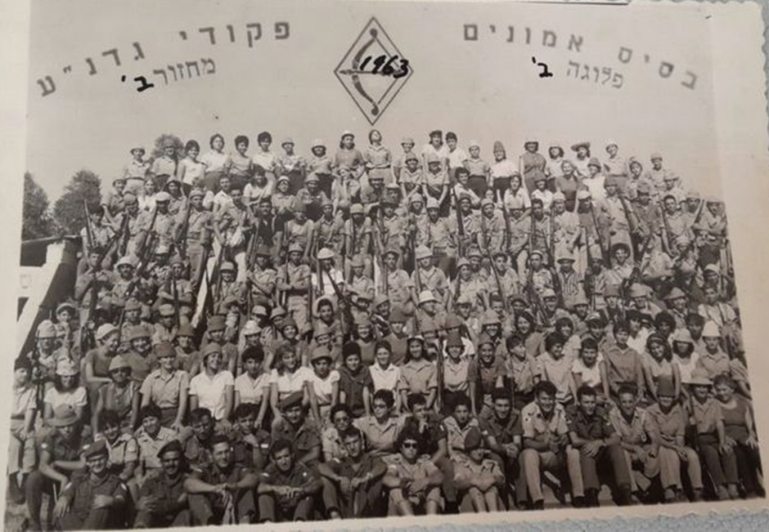 בסיס אמונים
פלוגה ב'
1963
פקודי גדנ״ע
מחזור ב'